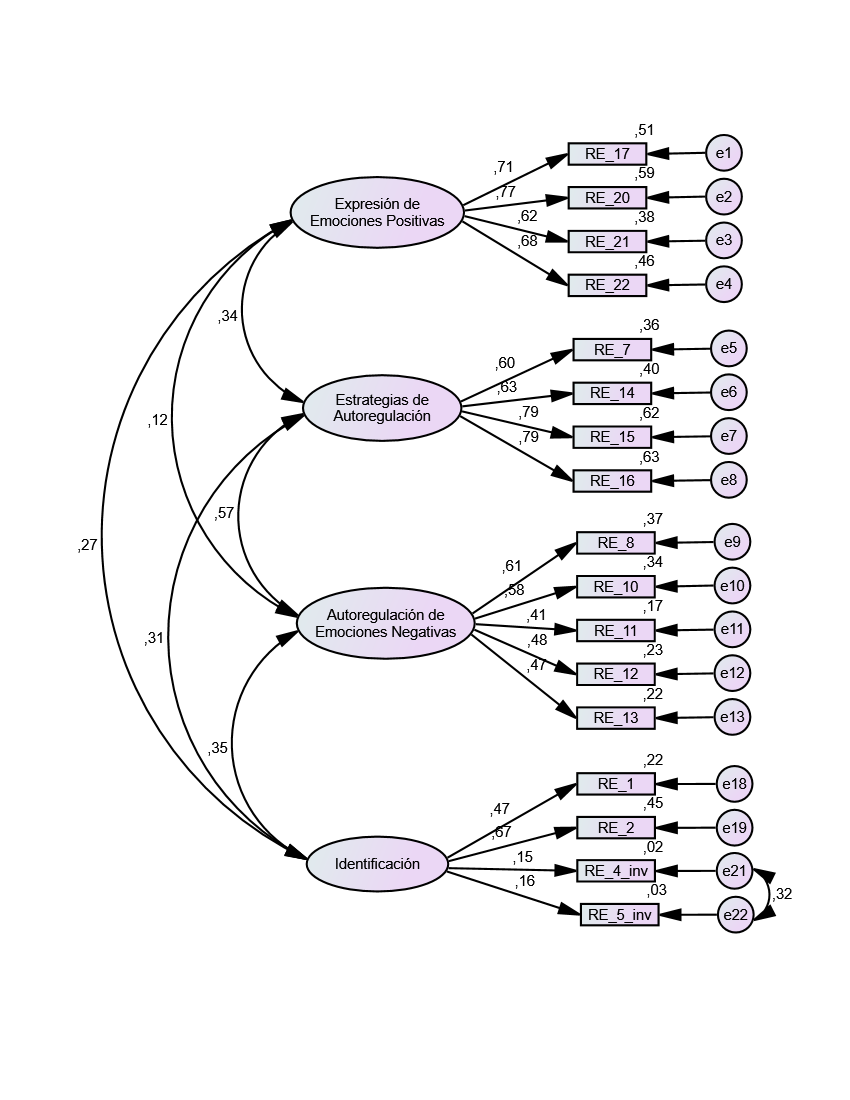 ,51
RE_17
e1
,71
,59
,77
RE_20
e2
Expresión de
Emociones Positivas
,62
,38
RE_21
e3
,68
,46
RE_22
e4
,34
,36
RE_7
e5
,60
,40
,63
RE_14
e6
Estrategias de
Autoregulación
,79
,62
RE_15
e7
,79
,63
RE_16
e8
,12
,57
,27
,37
RE_8
e9
,61
,34
,58
RE_10
e10
Autoregulación de
Emociones Negativas
,41
,17
RE_11
e11
,48
,23
RE_12
e12
,47
,22
RE_13
e13
,31
,35
,22
RE_1
e18
,47
,45
,67
RE_2
e19
Identificación
,15
,02
RE_4_inv
e21
,16
,03
RE_5_inv
e22
,32